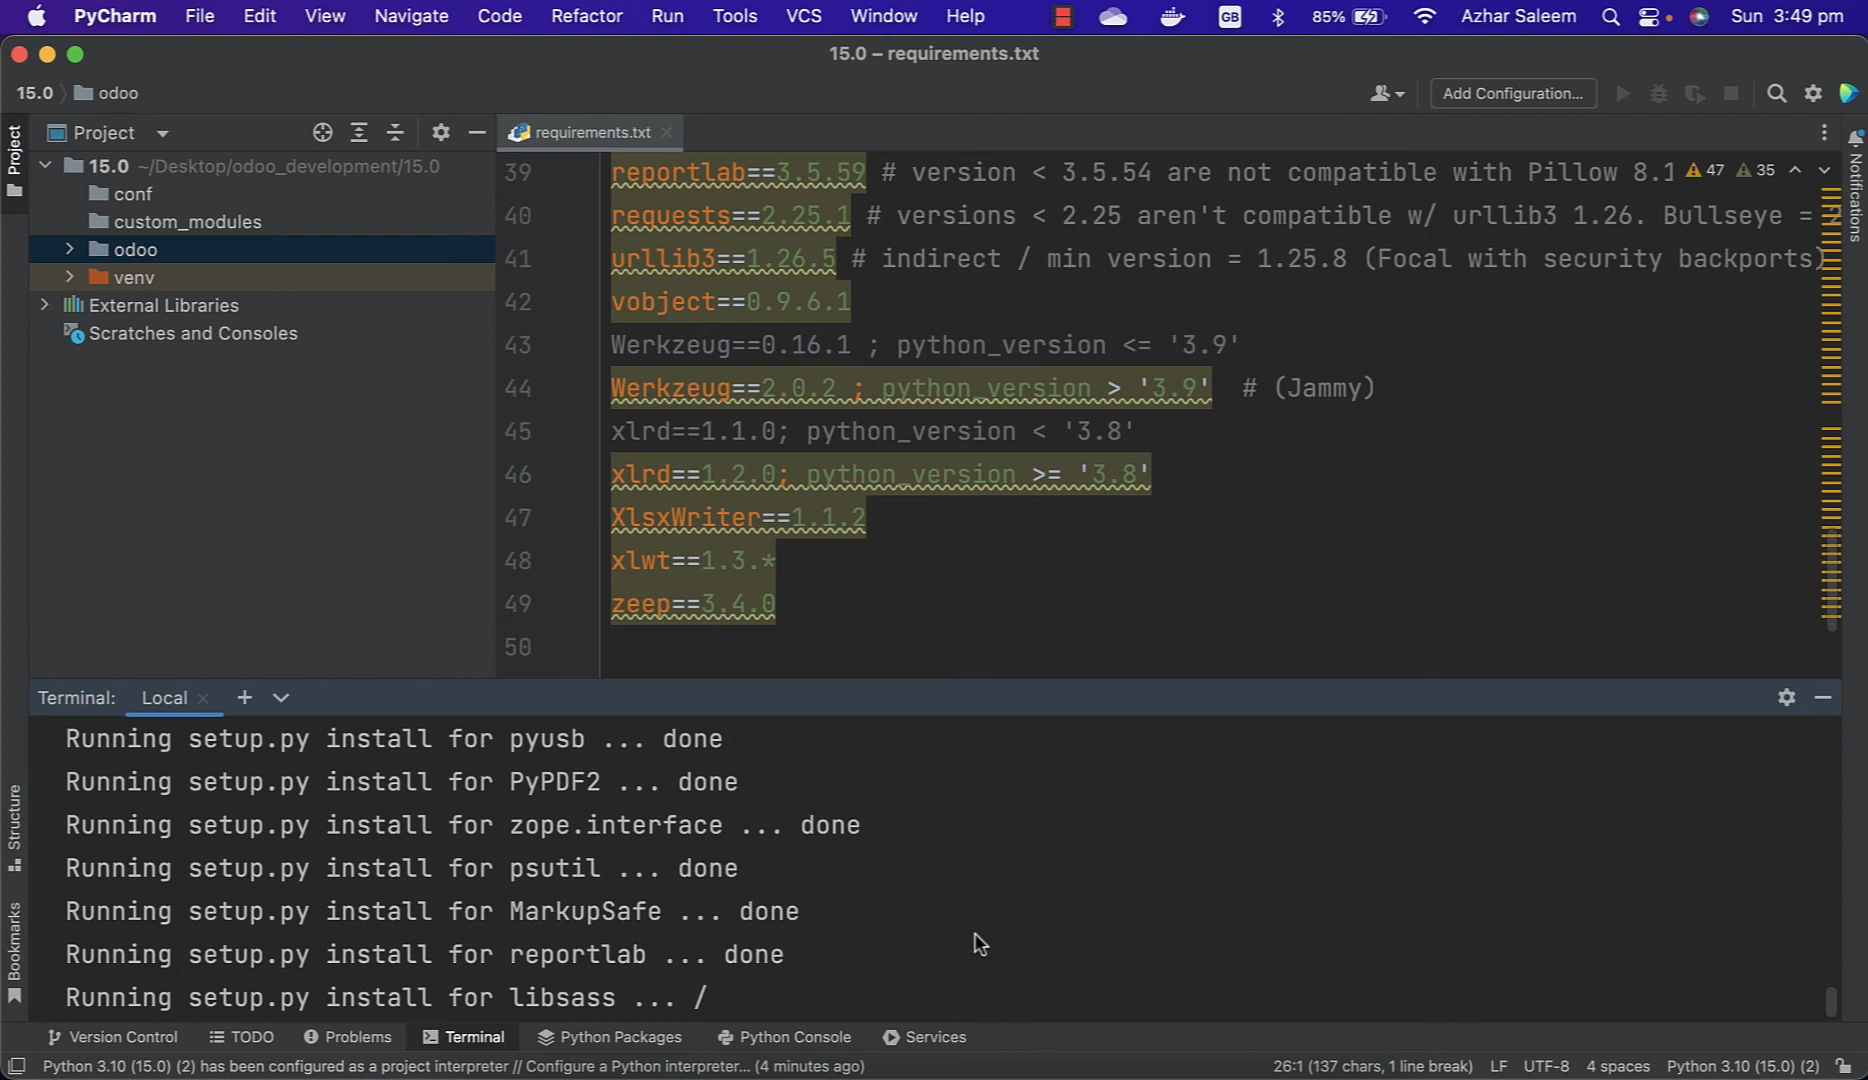 PyCharm File Edit View Navigate Code Refactor Run Tools VCS Window Help GB 85% Azhar Saleem Sun 3:49 pm
15.0 – requirements.txt
15.0 odoo Add Configuration...
Project
Project
requirements.txt
Notifications
15.0 ~/Desktop/odoo_development/15.0
conf
custom_modules
odoo
venv
External Libraries
Scratches and Consoles
47 35
39 reportlab==3.5.59 # version < 3.5.54 are not compatible with Pillow 8.1
40 requests==2.25.1 # versions < 2.25 aren't compatible w/ urllib3 1.26. Bullseye =
41 urllib3==1.26.5 # indirect / min version = 1.25.8 (Focal with security backports)
42 vobject==0.9.6.1
43 Werkzeug==0.16.1 ; python_version <= '3.9'
44 Werkzeug==2.0.2 ; python_version > '3.9' # (Jammy)
45 xlrd==1.1.0; python_version < '3.8'
46 xlrd==1.2.0; python_version >= '3.8'
47 XlsxWriter==1.1.2
48 xlwt==1.3.*
49 zeep==3.4.0
50
Terminal: Local
Running setup.py install for pyusb ... done
Running setup.py install for PyPDF2 ... done
Running setup.py install for zope.interface ... done
Running setup.py install for psutil ... done
Running setup.py install for MarkupSafe ... done
Running setup.py install for reportlab ... done
Running setup.py install for libsass ... /
Structure
Bookmarks
Version Control TODO Problems Terminal Python Packages Python Console Services
Python 3.10 (15.0) (2) has been configured as a project interpreter // Configure a Python interpreter... (4 minutes ago) 26:1 (137 chars, 1 line break) LF UTF-8 4 spaces Python 3.10 (15.0) (2)